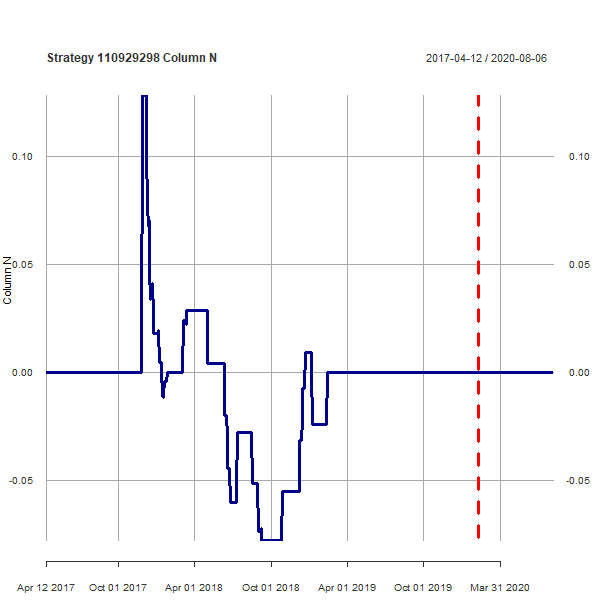 Strategy 110929298 Column N
2017-04-12 / 2020-08-06
0.10
0.10
0.05
0.05
Column N
0.00
0.00
-0.05
-0.05
Apr 12 2017
Oct 01 2017
Apr 01 2018
Oct 01 2018
Apr 01 2019
Oct 01 2019
Mar 31 2020